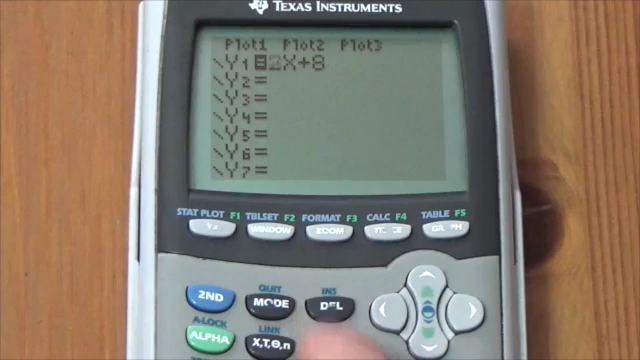 TEXAS INSTRUMENTS
Plot1 Plot2 Plot3
\Y1=2X+8
\Y2=
\Y3=
\Y4=
\Y5=
\Y6=
\Y7=
STAT PLOT F1 TBLSET F2 FORMAT F3 CALC F4 TABLE F5
Y= WINDOW ZOOM TRACE GRAPH
QUIT INS
2ND MODE DEL
A-LOCK LINK
ALPHA X,T,Θ,n